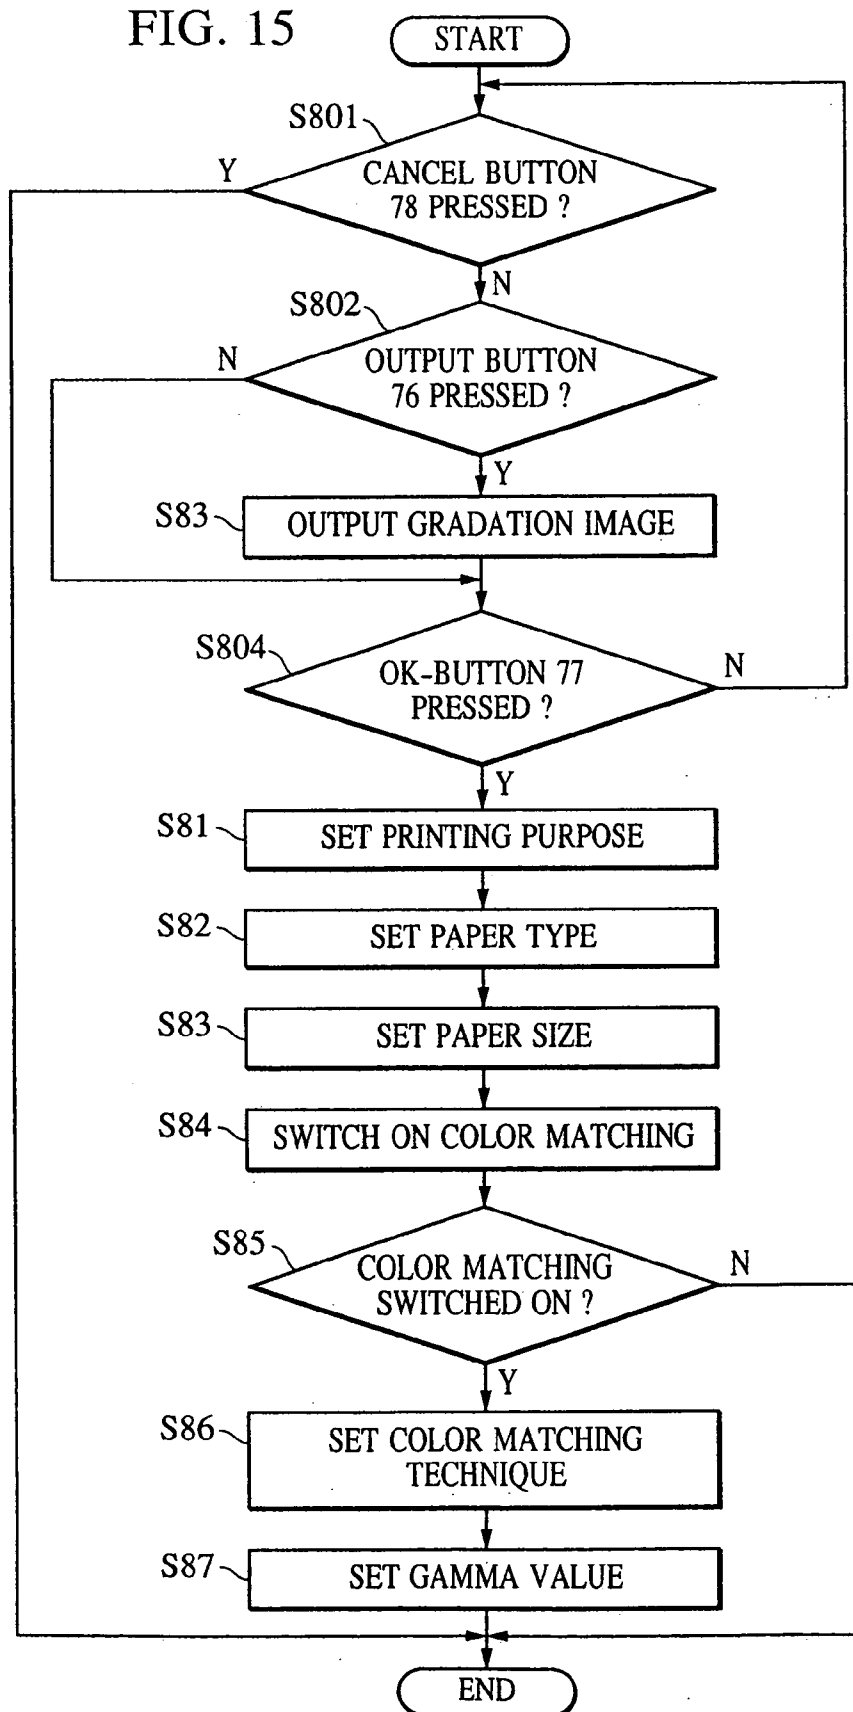 FIG. 15
START
S801
CANCEL BUTTON
78 PRESSED ?
Y
N
S802
OUTPUT BUTTON
76 PRESSED ?
N
Y
S83
OUTPUT GRADATION IMAGE
S804
OK-BUTTON 77
PRESSED ?
N
Y
S81
SET PRINTING PURPOSE
S82
SET PAPER TYPE
S83
SET PAPER SIZE
S84
SWITCH ON COLOR MATCHING
S85
COLOR MATCHING
SWITCHED ON ?
N
Y
S86
SET COLOR MATCHING
TECHNIQUE
S87
SET GAMMA VALUE
END